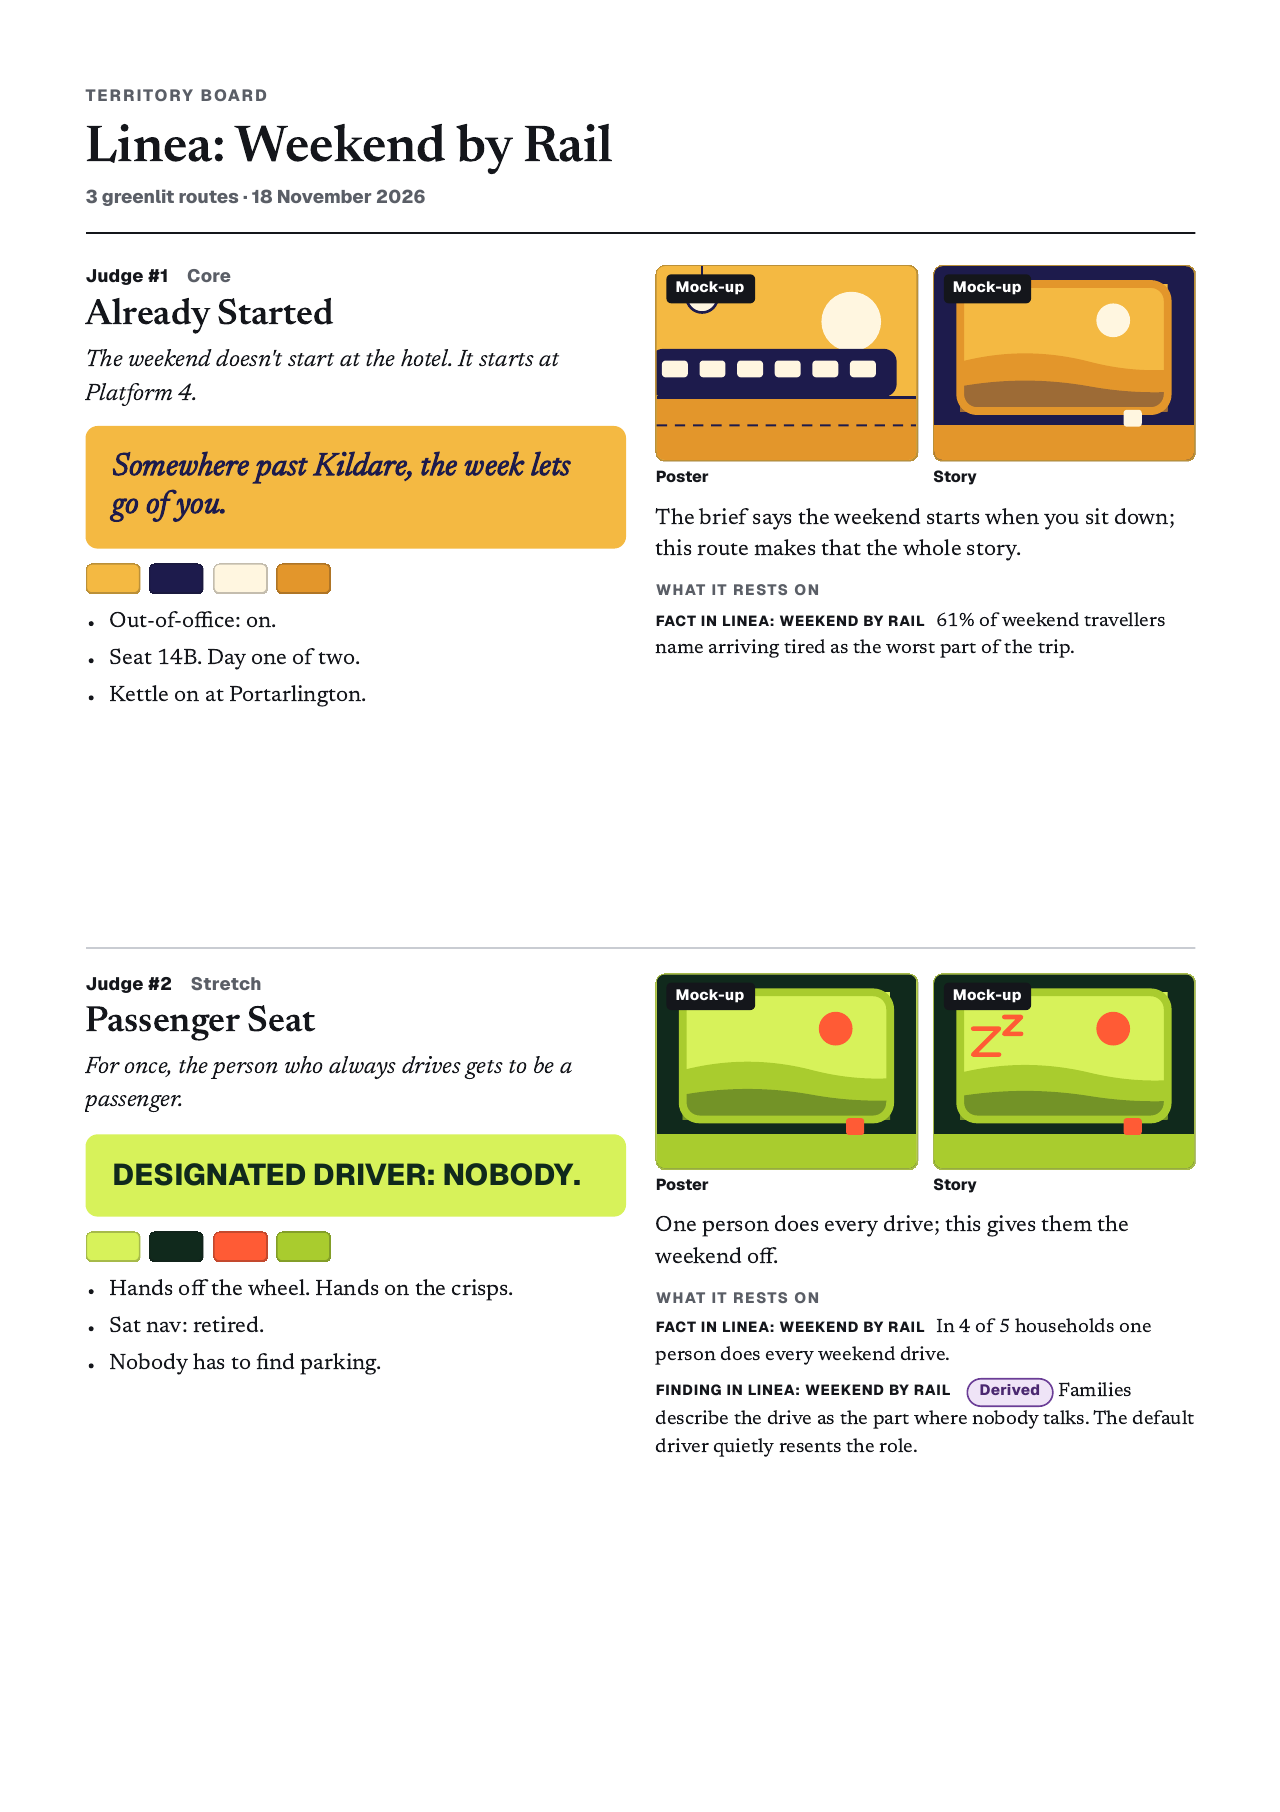 TERRITORY BOARD
Linea: Weekend by Rail
3 greenlit routes · 18 November 2026
Judge #1 Core
Already Started
The weekend doesn't start at the hotel. It starts at
Platform 4.
Somewhere past Kildare, the week lets
go of you.
• Out-of-office: on.
• Seat 14B. Day one of two.
• Kettle on at Portarlington.
Mock-up
Poster
Mock-up
Story
The brief says the weekend starts when you sit down;
this route makes that the whole story.
WHAT IT RESTS ON
FACT IN LINEA: WEEKEND BY RAIL 61% of weekend travellers
name arriving tired as the worst part of the trip.
Judge #2 Stretch
Passenger Seat
For once, the person who always drives gets to be a
passenger.
DESIGNATED DRIVER: NOBODY.
• Hands off the wheel. Hands on the crisps.
• Sat nav: retired.
• Nobody has to find parking.
Mock-up
Poster
Mock-up
ZZ
Story
One person does every drive; this gives them the
weekend off.
WHAT IT RESTS ON
FACT IN LINEA: WEEKEND BY RAIL In 4 of 5 households one
person does every weekend drive.
FINDING IN LINEA: WEEKEND BY RAIL Derived Families
describe the drive as the part where nobody talks. The default
driver quietly resents the role.